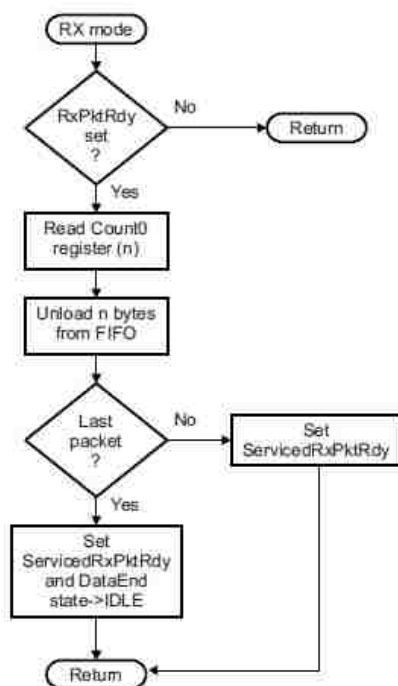 RX mode
RxPktRdy
set
?
No
Return
Yes
Read Count0
register (n)
Unload n bytes
from FIFO
Last
packet
?
No
Set
ServicedRxPktRdy
Yes
Set
ServicedRxPktRdy
and DataEnd
state->IDLE
Return